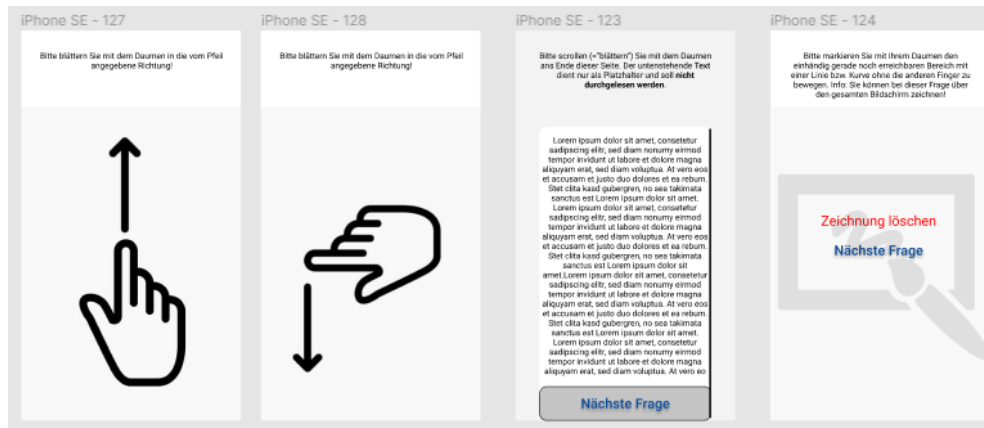 iPhone SE - 127
Bitte blättern Sie mit dem Daumen in die vom Pfeil
angegebene Richtung!
iPhone SE - 128
Bitte blättern Sie mit dem Daumen in die vom Pfeil
angegebene Richtung!
iPhone SE - 123
Bitte scrollen (="blättern") Sie mit dem Daumen
ans Ende dieser Seite. Der untenstehende Text
dient nur als Platzhalter und soll nicht
durchgelesen werden.
Lorem ipsum dolor sit amet, consetetur
sadipscing elitr, sed diam nonumy eirmod
tempor invidunt ut labore et dolore magna
aliquyam erat, sed diam voluptua. At vero eos
et accusam et justo duo dolores et ea rebum.
Stet clita kasd gubergren, no sea takimata
sanctus est Lorem ipsum dolor sit amet.
Lorem ipsum dolor sit amet, consetetur
sadipscing elitr, sed diam nonumy eirmod
tempor invidunt ut labore et dolore magna
aliquyam erat, sed diam voluptua. At vero eos
et accusam et justo duo dolores et ea rebum.
Stet clita kasd gubergren, no sea takimata
sanctus est Lorem ipsum dolor sit
amet.Lorem ipsum dolor sit amet, consetetur
sadipscing elitr, sed diam nonumy eirmod
tempor invidunt ut labore et dolore magna
aliquyam erat, sed diam voluptua. At vero eos
et accusam et justo duo dolores et ea rebum.
Stet clita kasd gubergren, no sea takimata
sanctus est Lorem ipsum dolor sit amet.
Lorem ipsum dolor sit amet, consetetur
sadipscing elitr, sed diam nonumy eirmod
tempor invidunt ut labore et dolore magna
aliquyam erat, sed diam voluptua. At vero eo
Nächste Frage
iPhone SE - 124
Bitte markieren Sie mit Ihrem Daumen den
einhändig gerade noch erreichbaren Bereich mit
einer Linie bzw. Kurve ohne die anderen Finger zu
bewegen. Info: Sie können bei dieser Frage über
den gesamten Bildschirm zeichnen!
Zeichnung löschen
Nächste Frage